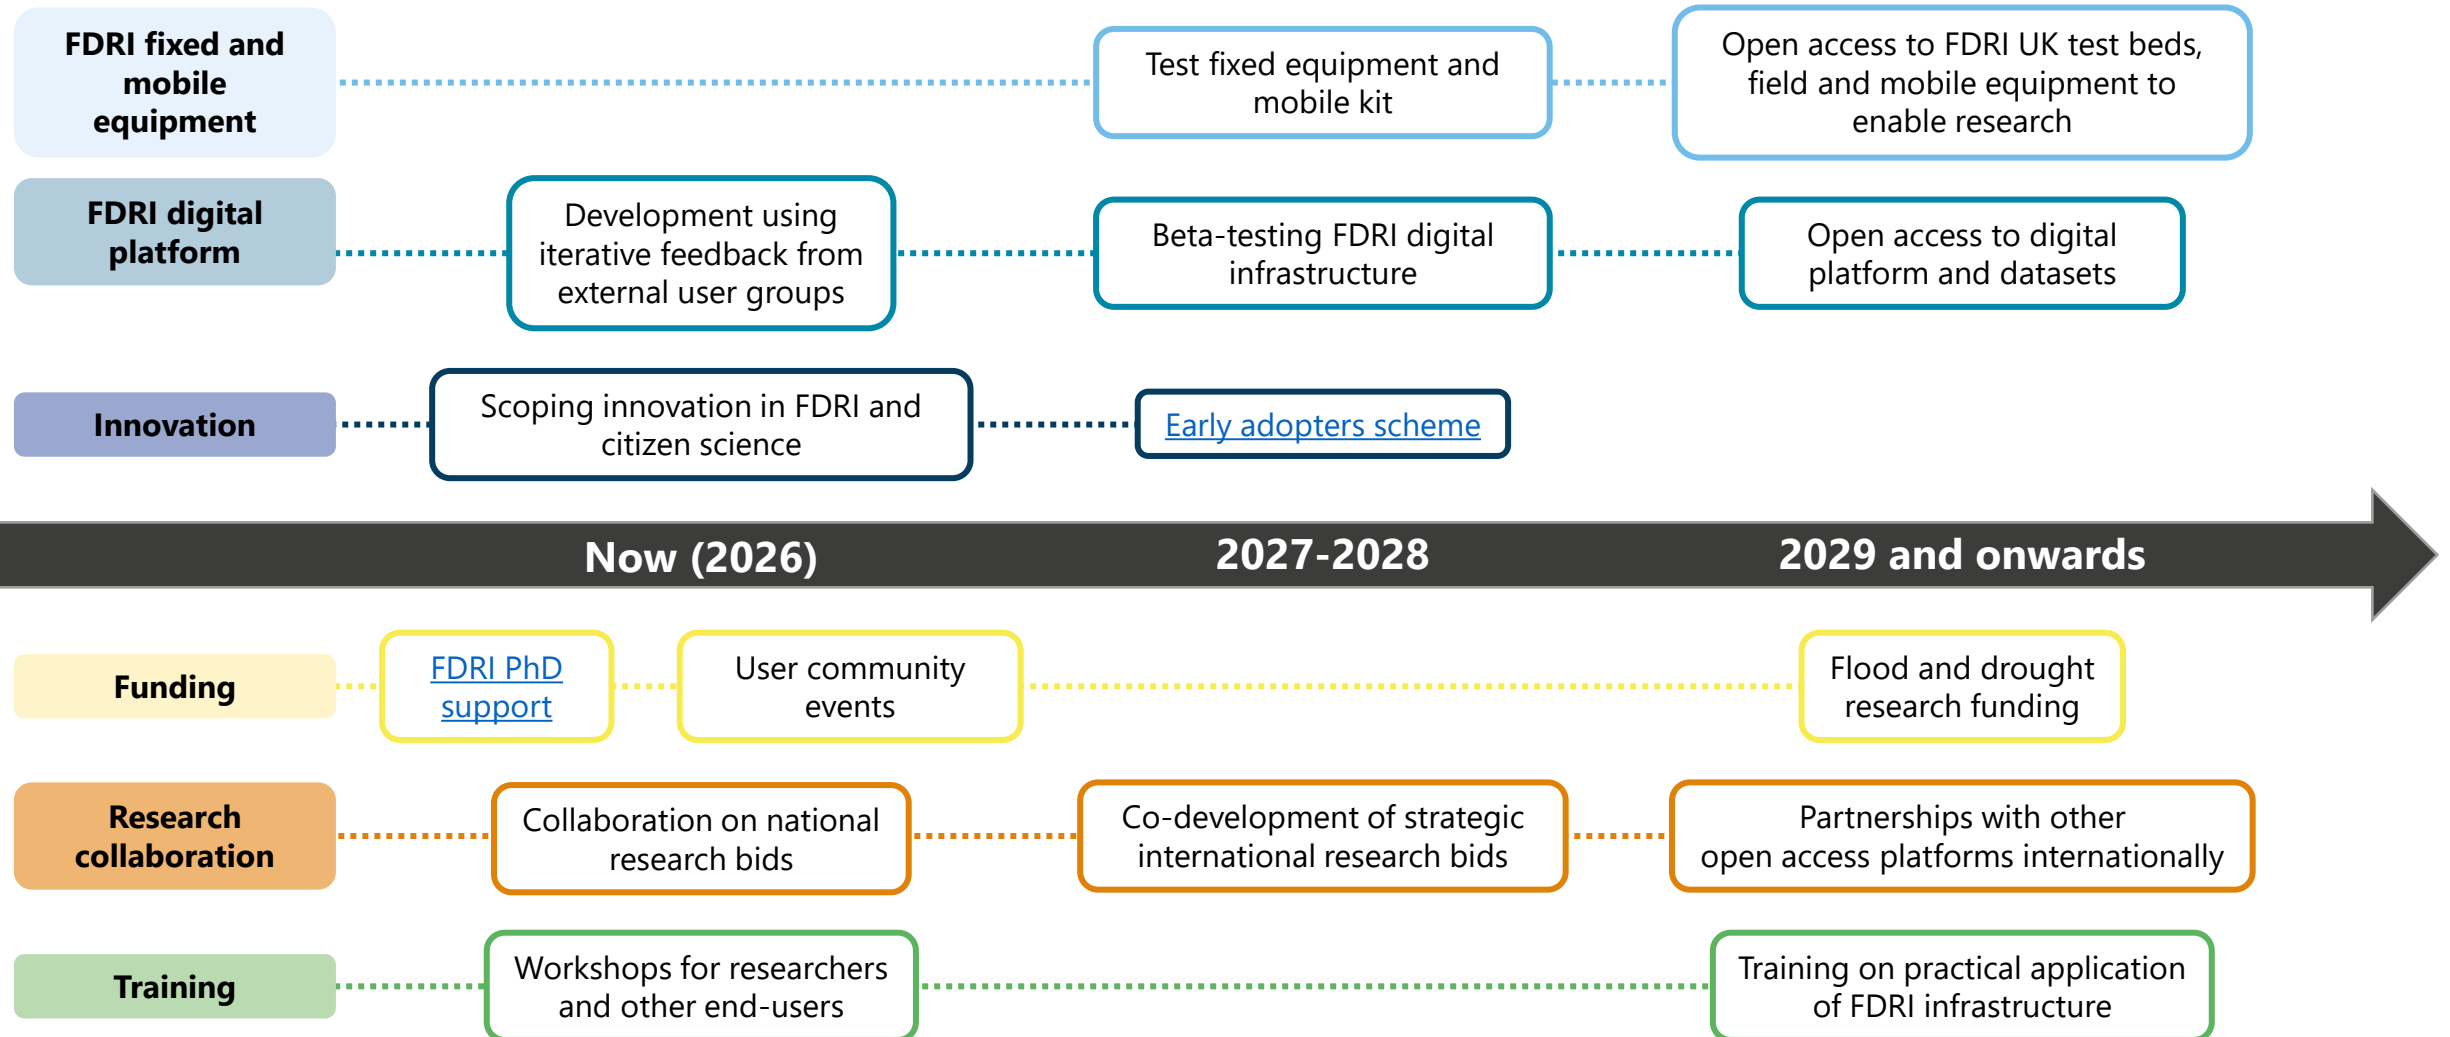 FDRI fixed and
mobile
equipment
Test fixed equipment and
mobile kit
Open access to FDRI UK test beds,
field and mobile equipment to
enable research
FDRI digital
platform
Development using
iterative feedback from
external user groups
Beta-testing FDRI digital
infrastructure
Open access to digital
platform and datasets
Innovation
Scoping innovation in FDRI and
citizen science
Early adopters scheme
Now (2026)
2027-2028
2029 and onwards
Funding
FDRI PhD
support
User community
events
Flood and drought
research funding
Research
collaboration
Collaboration on national
research bids
Co-development of strategic
international research bids
Partnerships with other
open access platforms internationally
Training
Workshops for researchers
and other end-users
Training on practical application
of FDRI infrastructure